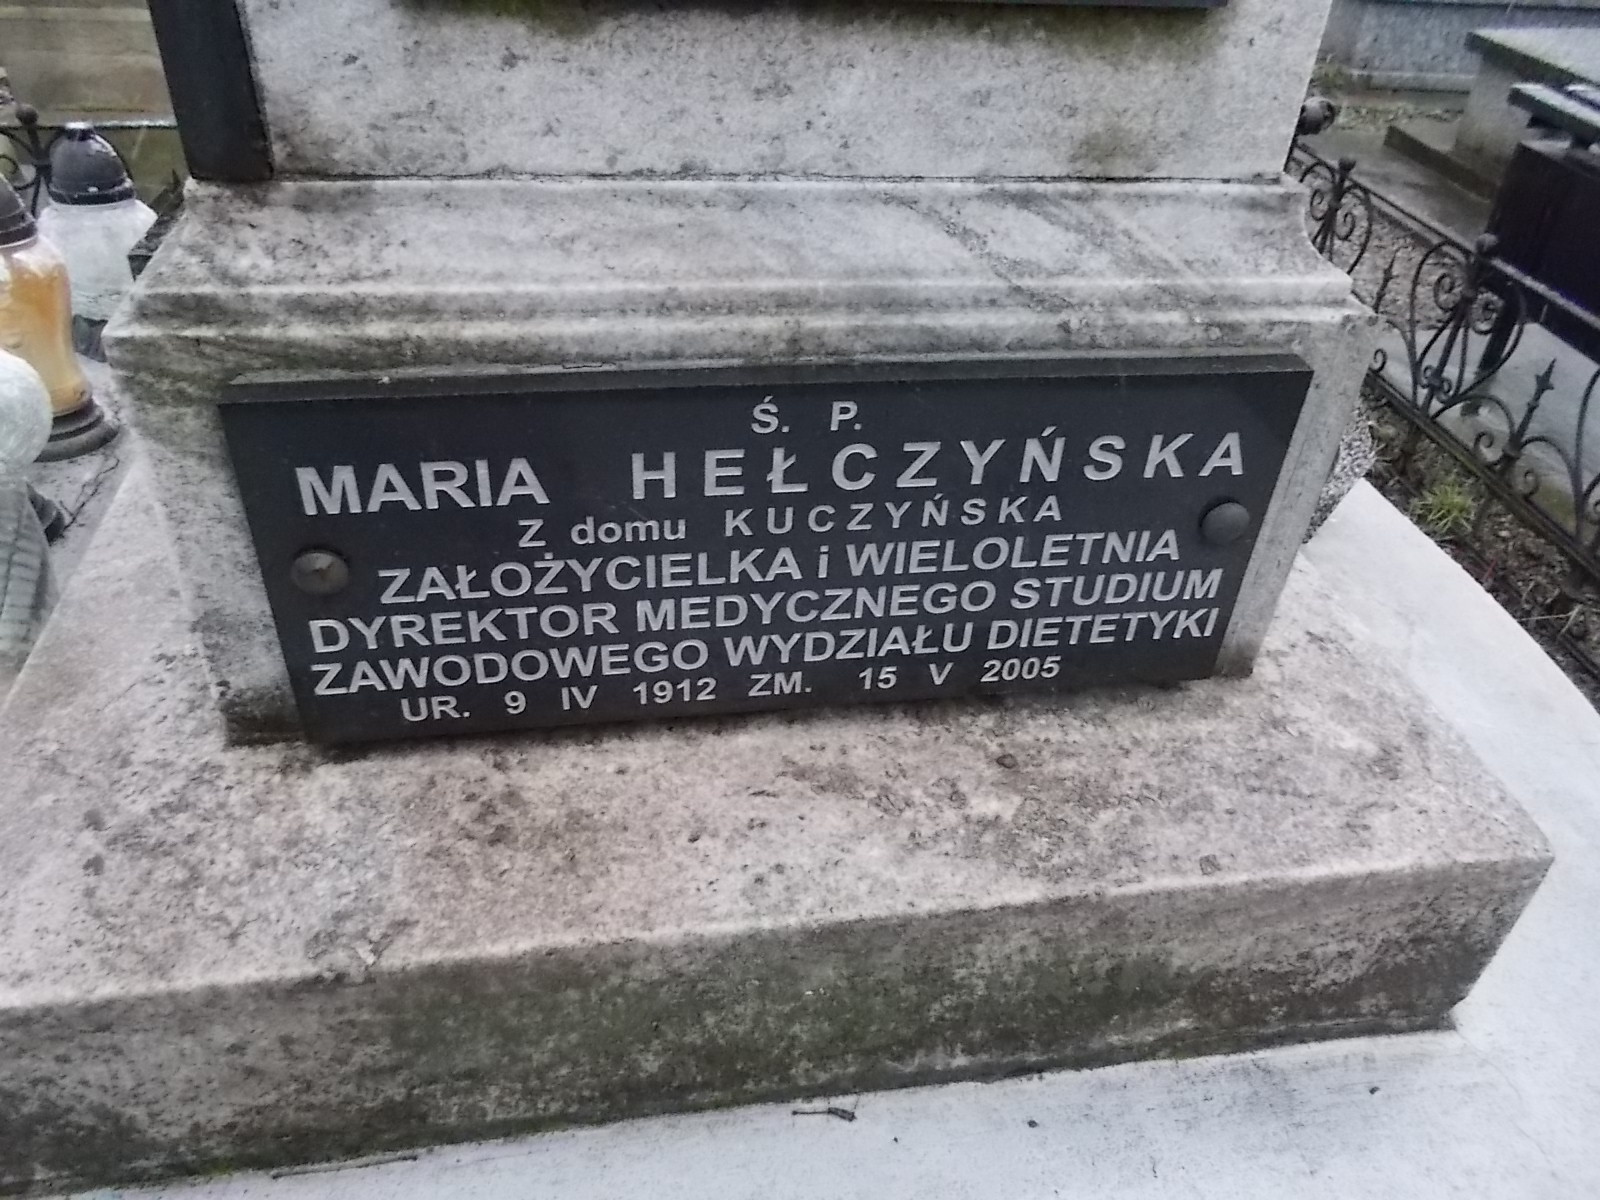 Ś. P.
MARIA HEŁCZYŃSKA
Z domu KUCZYŃSKA
ZAŁOŻYCIELKA i WIELOLETNIA
DYREKTOR MEDYCZNEGO STUDIUM
ZAWODOWEGO WYDZIAŁU DIETETYKI
UR. 9 IV 1912 ZM. 15 V 2005